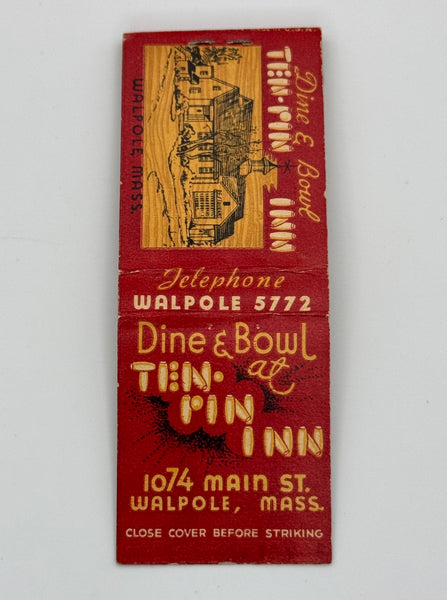 Dine & Bowl
TEN-PIN INN
WALPOLE, MASS.
Telephone
WALPOLE 5772
Dine & Bowl
at
TEN-
PIN
INN
1074 MAIN ST.
WALPOLE, MASS.
CLOSE COVER BEFORE STRIKING